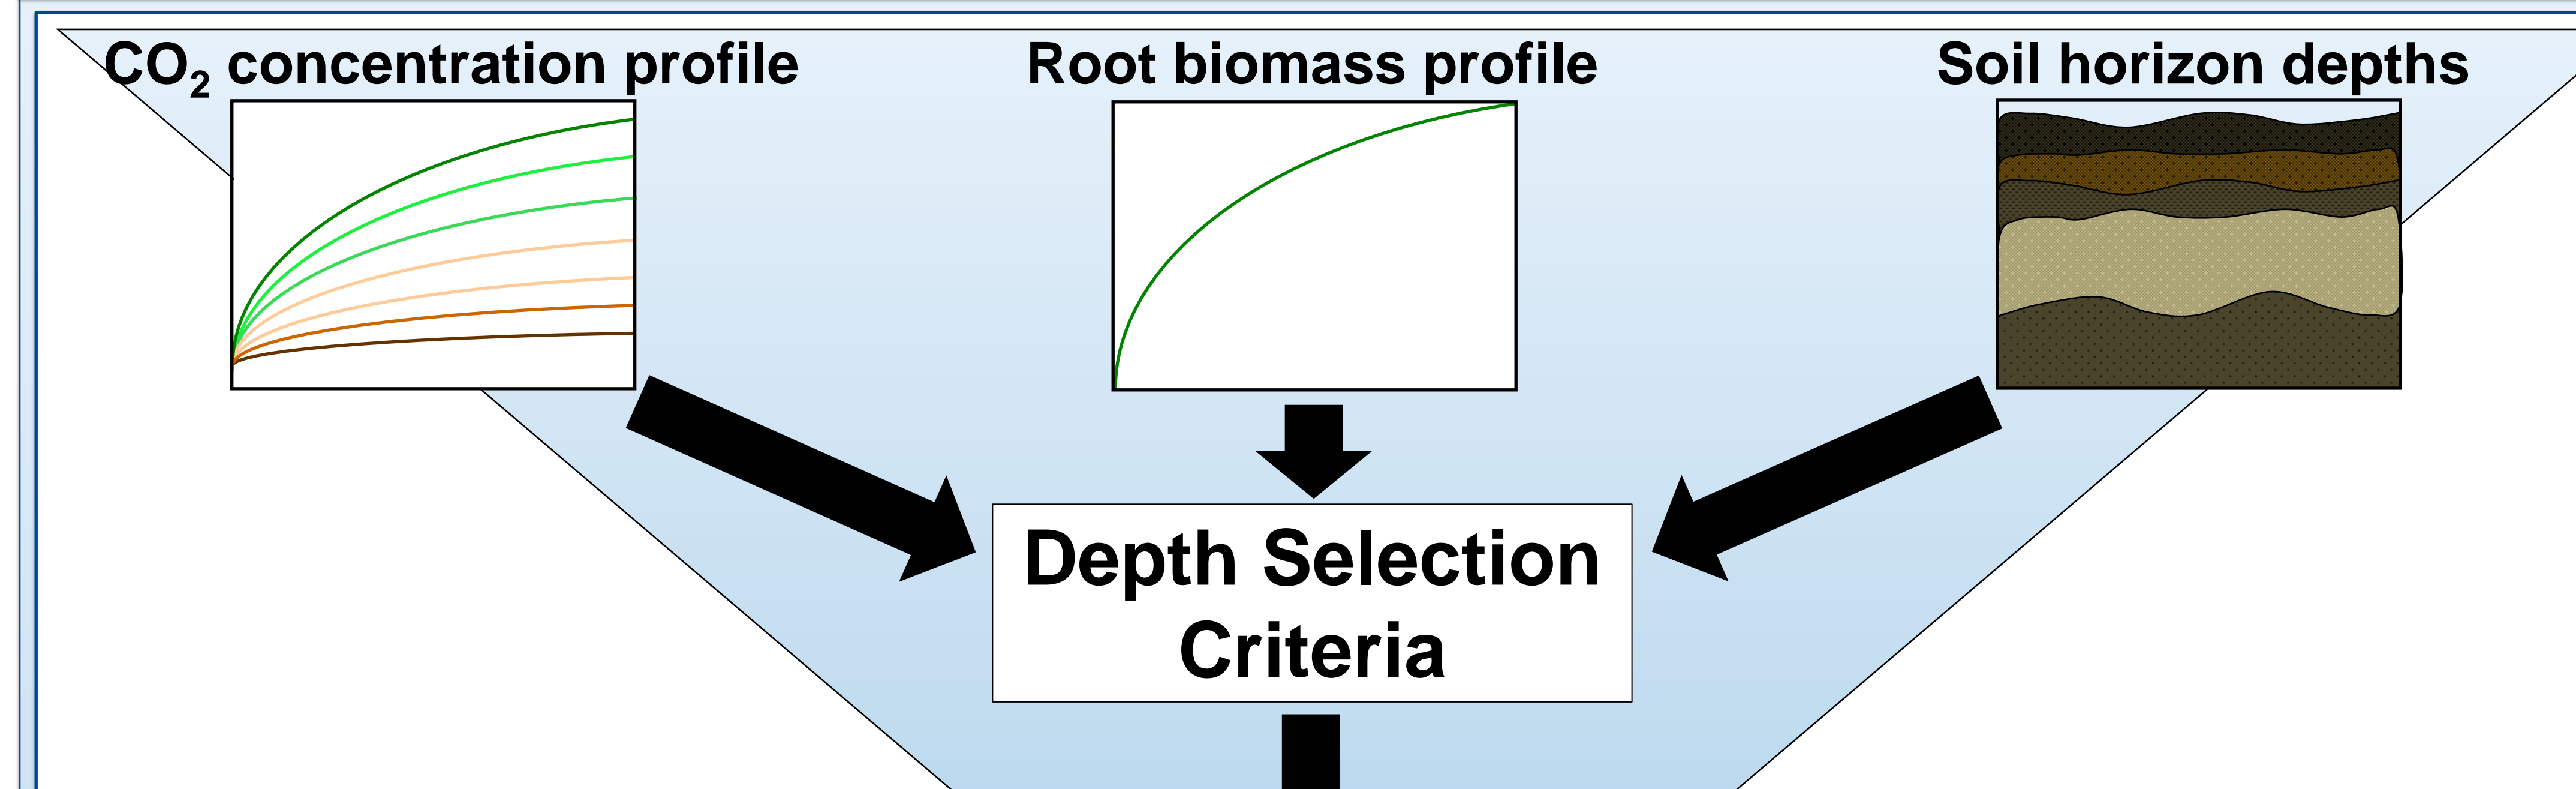 CO₂ concentration profile
Root biomass profile
Soil horizon depths
Depth Selection
Criteria